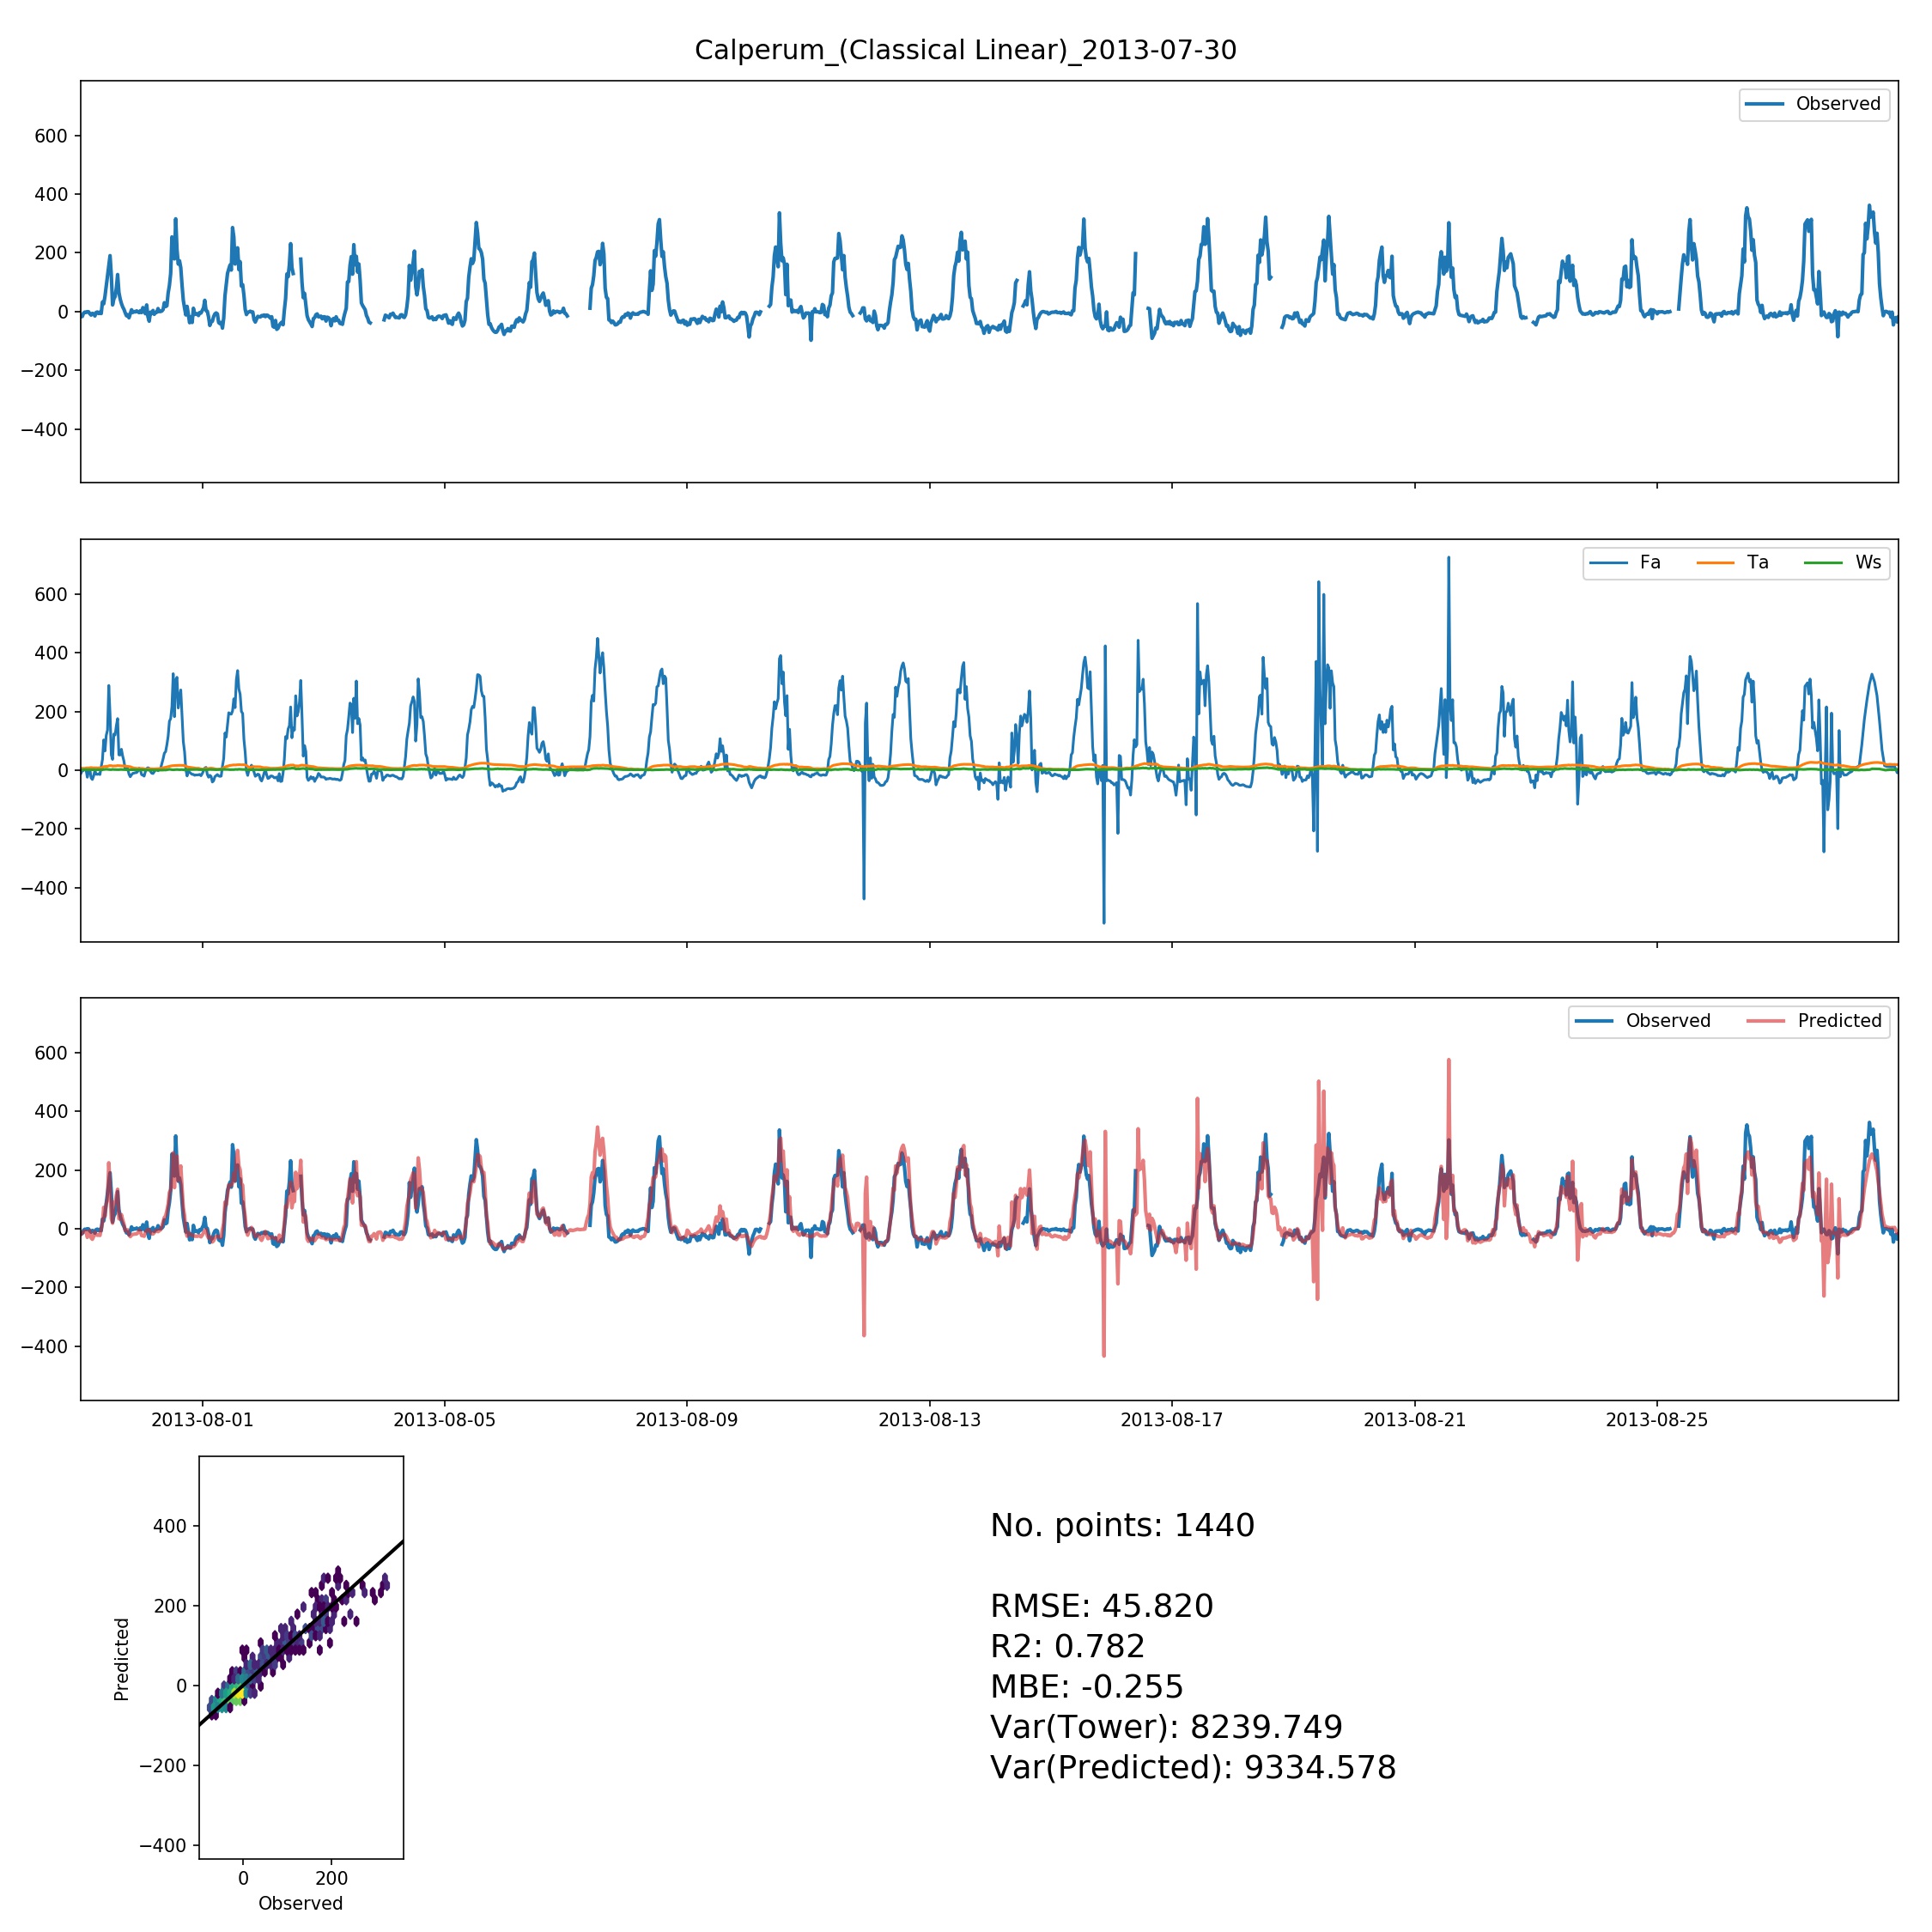 Calperum_(Classical Linear)_2013-07-30
Observed
600
400
200
0
−200
−400
Fa Ta Ws
600
400
200
0
−200
−400
Observed Predicted
600
400
200
0
−200
−400
2013-08-01 2013-08-05 2013-08-09 2013-08-13 2013-08-17 2013-08-21 2013-08-25
400
200
0
−200
−400
Predicted
0 200
Observed
No. points: 1440
RMSE: 45.820
R2: 0.782
MBE: -0.255
Var(Tower): 8239.749
Var(Predicted): 9334.578